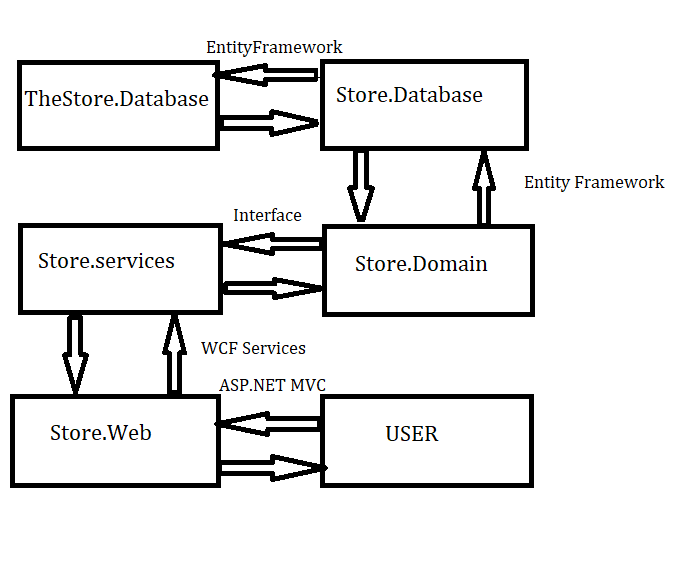 EntityFramework
TheStore.Database
Store.Database
Entity Framework
Interface
Store.services
Store.Domain
WCF Services
ASP.NET MVC
Store.Web
USER